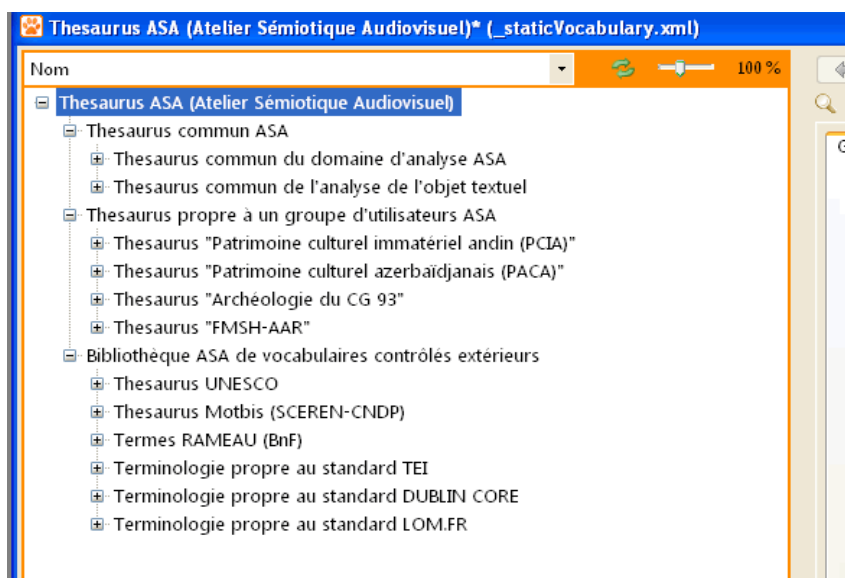 Thesaurus ASA (Atelier Sémiotique Audiovisuel)* (_staticVocabulary.xml)
Nom 100 %
Thesaurus ASA (Atelier Sémiotique Audiovisuel)
Thesaurus commun ASA
Thesaurus commun du domaine d'analyse ASA
Thesaurus commun de l'analyse de l'objet textuel
Thesaurus propre à un groupe d'utilisateurs ASA
Thesaurus "Patrimoine culturel immatériel andin (PCIA)"
Thesaurus "Patrimoine culturel azerbaïdjanais (PACA)"
Thesaurus "Archéologie du CG 93"
Thesaurus "FMSH-AAR"
Bibliothèque ASA de vocabulaires contrôlés extérieurs
Thesaurus UNESCO
Thesaurus Motbis (SCEREN-CNDP)
Termes RAMEAU (BnF)
Terminologie propre au standard TEI
Terminologie propre au standard DUBLIN CORE
Terminologie propre au standard LOM.FR